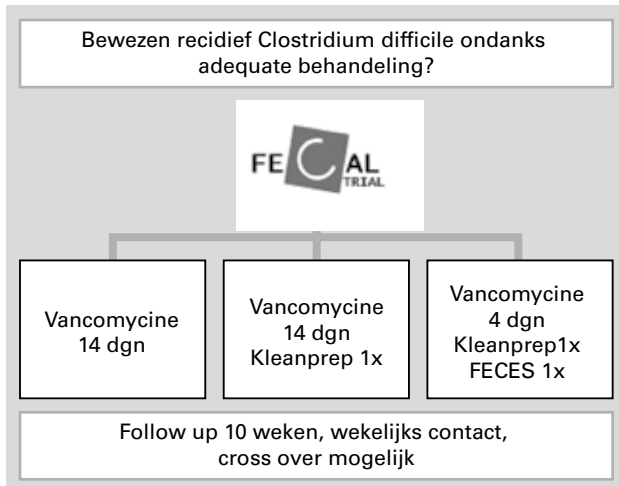 Bewezen recidief Clostridium difficile ondanks
adequate behandeling?
FECAL
TRIAL
Vancomycine
14 dgn
Vancomycine
14 dgn
Kleanprep 1x
Vancomycine
4 dgn
Kleanprep1x
FECES 1x
Follow up 10 weken, wekelijks contact,
cross over mogelijk